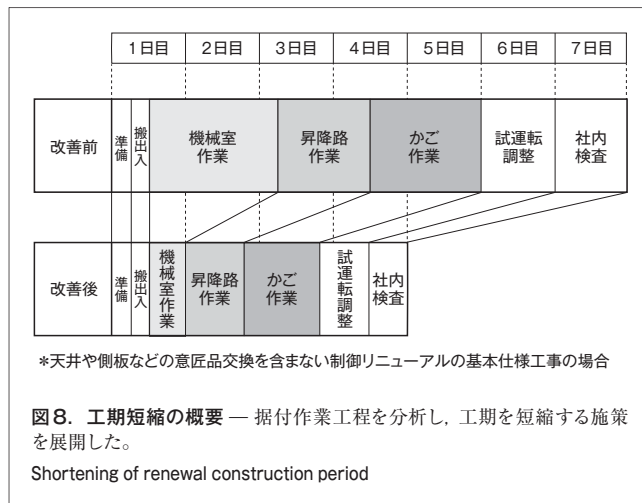 1日目 2日目 3日目 4日目 5日目 6日目 7日目
改善前 準備 搬出入 機械室作業 昇降路作業 かご作業 試運転調整 社内検査
改善後 準備 搬出入 機械室作業 昇降路作業 かご作業 試運転調整 社内検査
*天井や側板などの意匠品交換を含まない制御リニューアルの基本仕様工事の場合
図8. 工期短縮の概要 — 据付作業工程を分析し,工期を短縮する施策
を展開した。
Shortening of renewal construction period